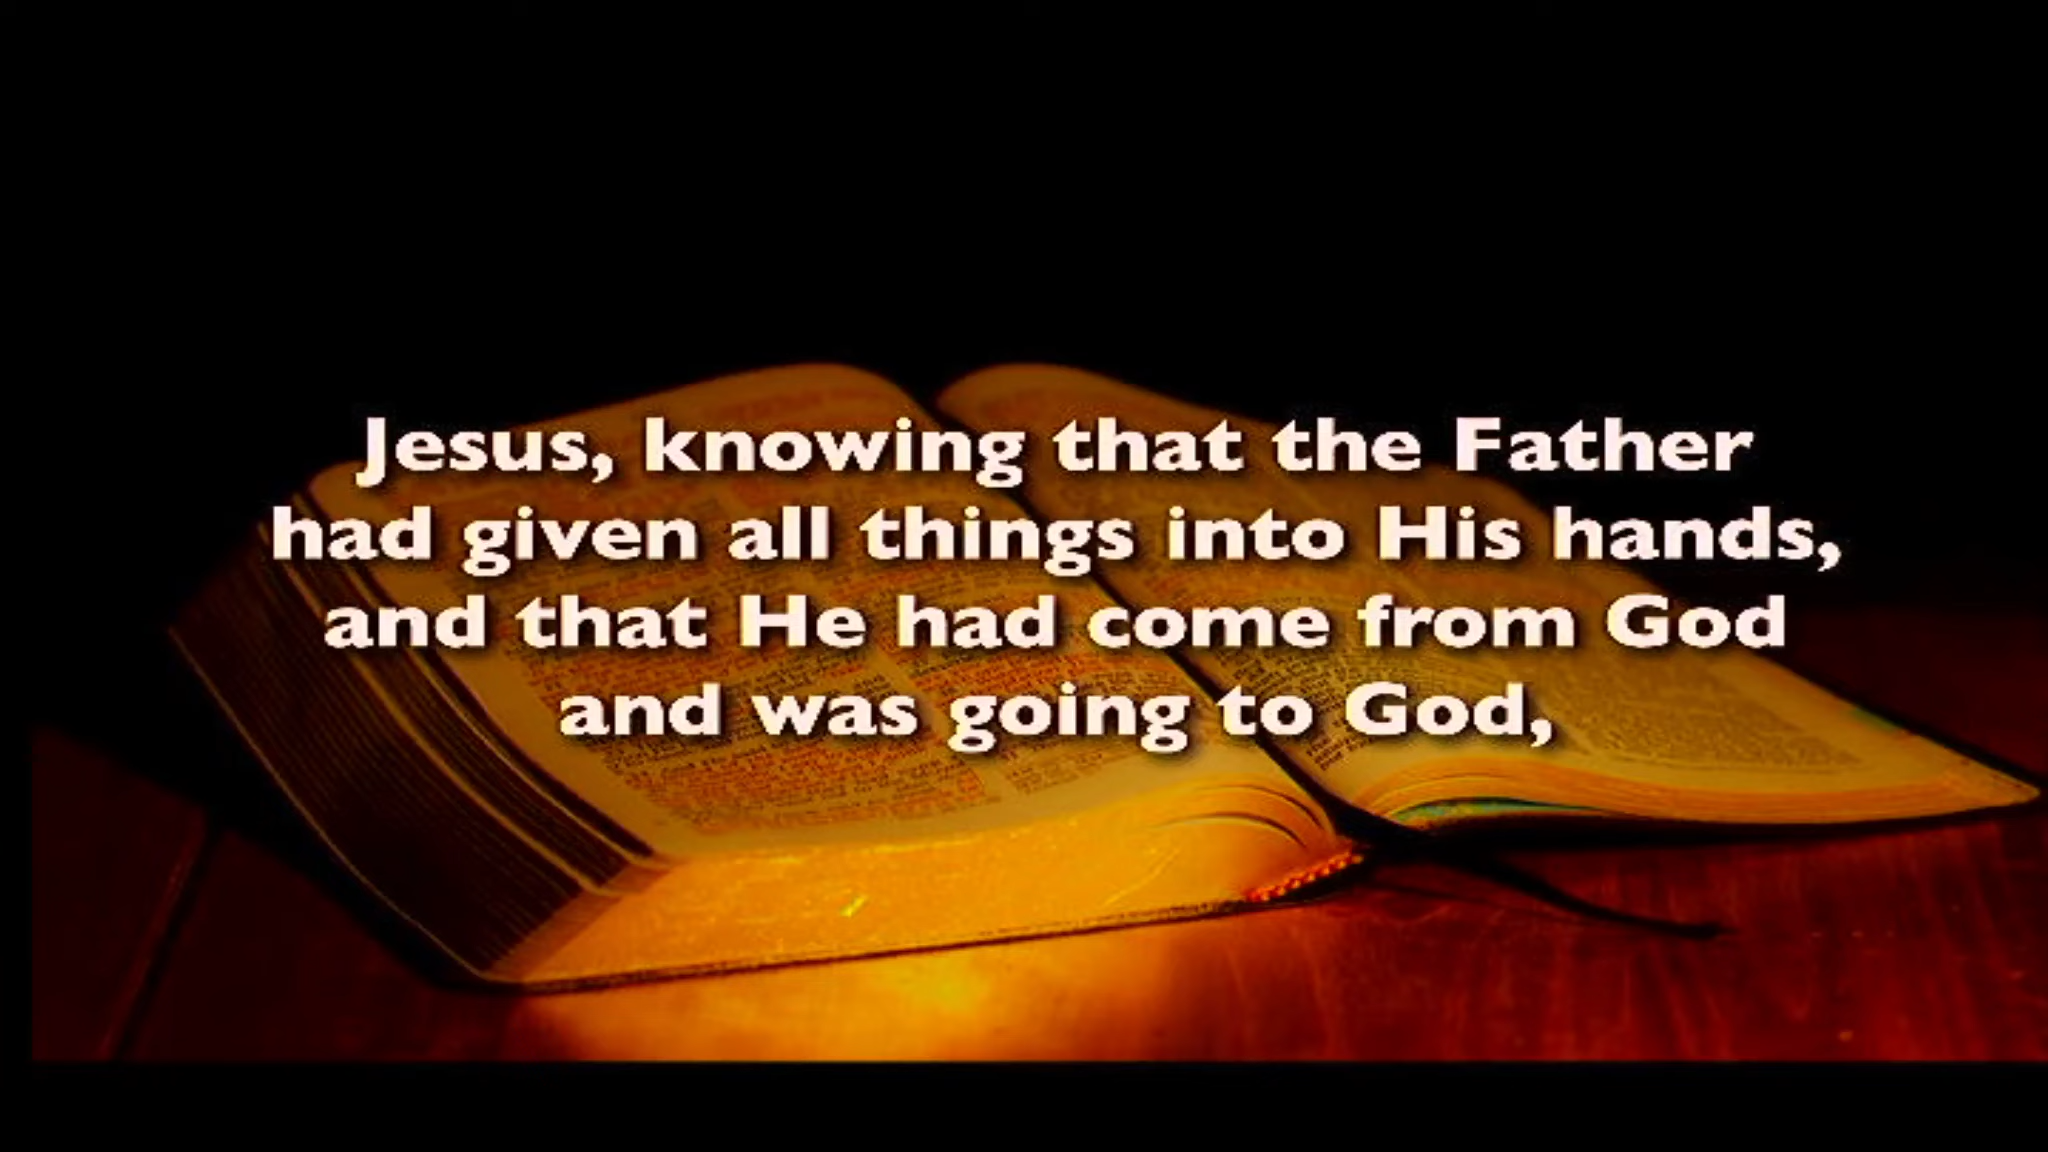 Jesus, knowing that the Father
had given all things into His hands,
and that He had come from God
and was going to God,